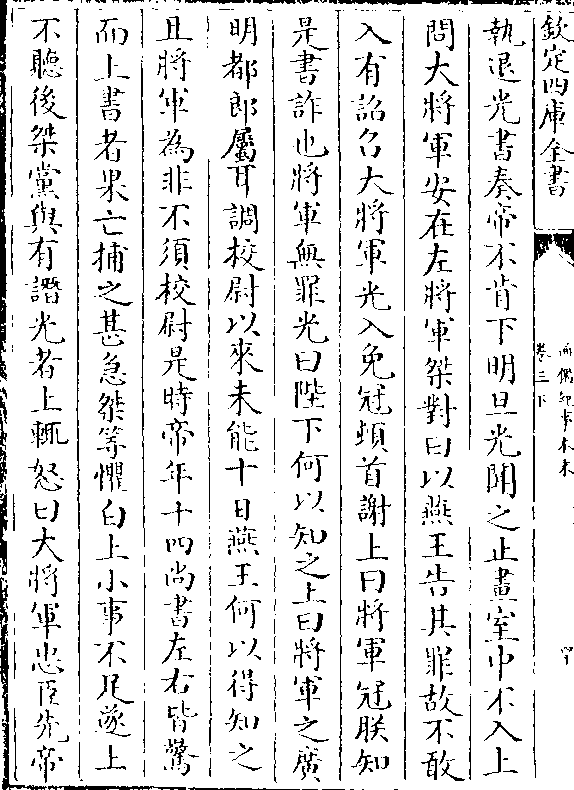 欽定四庫全書
卷三下
執退光書奏帝不肯下明旦光聞之止畫室中不入上
問大將軍安在左將軍桀對曰以燕王告其罪故不敢
入有詔召大將軍光入免冠頓首謝上曰將軍冠朕知
是書詐也將軍無罪光曰陛下何以知之上曰將軍之廣
明都郎屬耳調校尉以來未能十日燕王何以得知之
且將軍為非不須校尉是時帝年十四尚書左右皆驚
而上書者果亡捕之甚急桀等懼白上小事不足遂上
不聽後桀黨與有譖光者上輒怒曰大將軍忠臣先帝